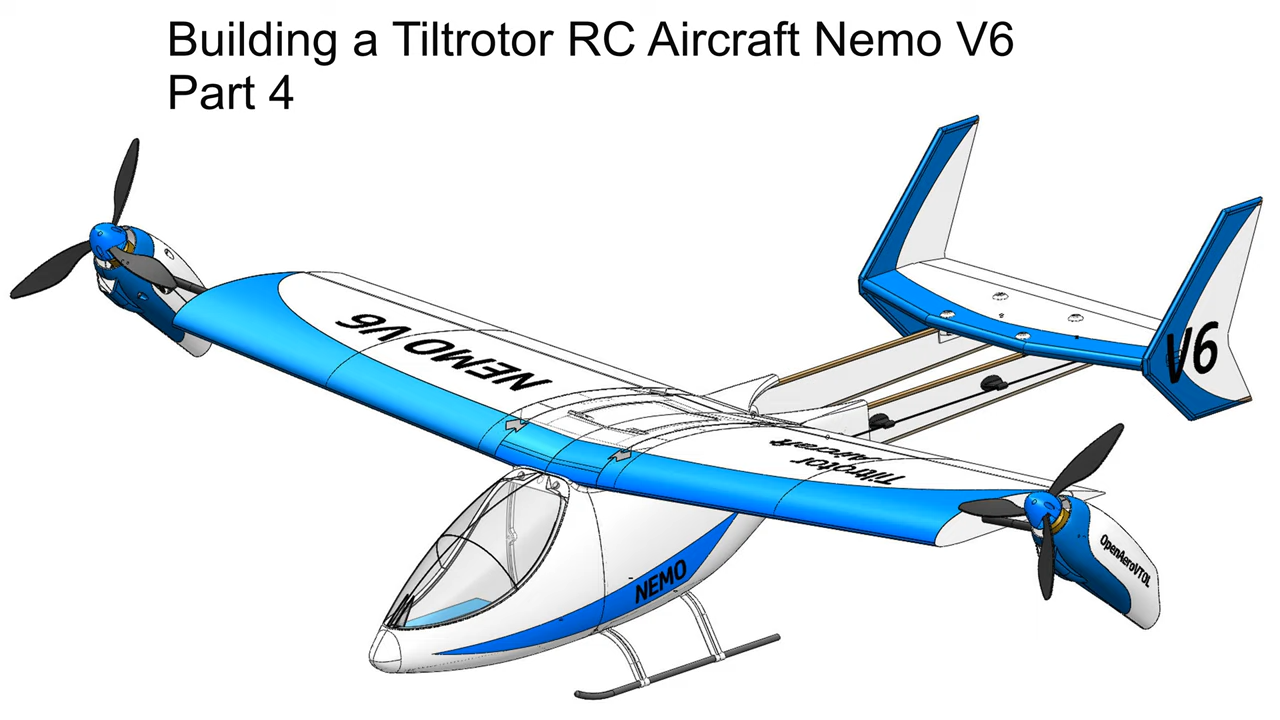 Building a Tiltrotor RC Aircraft Nemo V6
Part 4
NEMO V6
V6
Tiltrotor
Aircraft
OpenAeroVTOL
NEMO